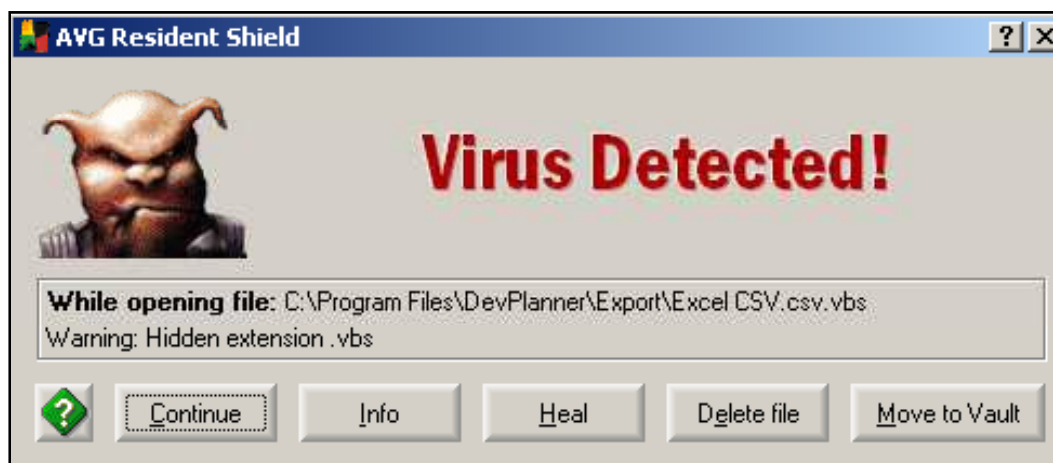 AVG Resident Shield
Virus Detected!
While opening file: C:\Program Files\DevPlanner\Export\Excel CSV.csv.vbs
Warning: Hidden extension .vbs
? Continue Info Heal Delete file Move to Vault